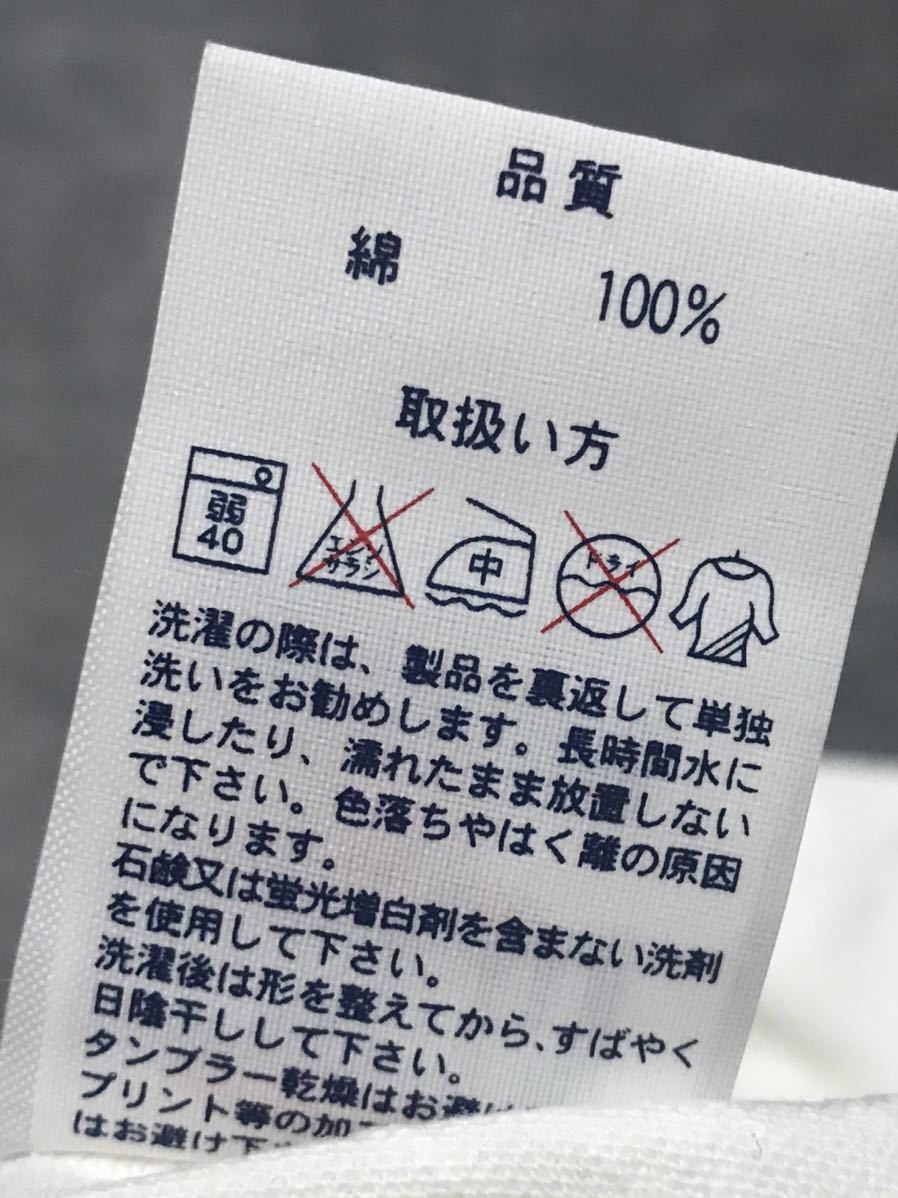 品質
綿 100%
取扱い方
弱 エンソ 中 ドライ
40 サラシ
洗濯の際は、製品を裏返して単独
洗いをお勧めします。長時間水に
浸したり、濡れたまま放置しない
で下さい。色落ちやはく離の原因
になります。
石鹸又は蛍光増白剤を含まない洗剤
を使用して下さい。
洗濯後は形を整えてから、すばやく
日陰干しして下さい。
タンブラー乾燥はお避け
プリント等の加
はお避け下